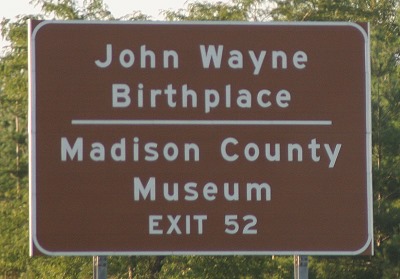 John Wayne
Birthplace
Madison County
Museum
EXIT 52